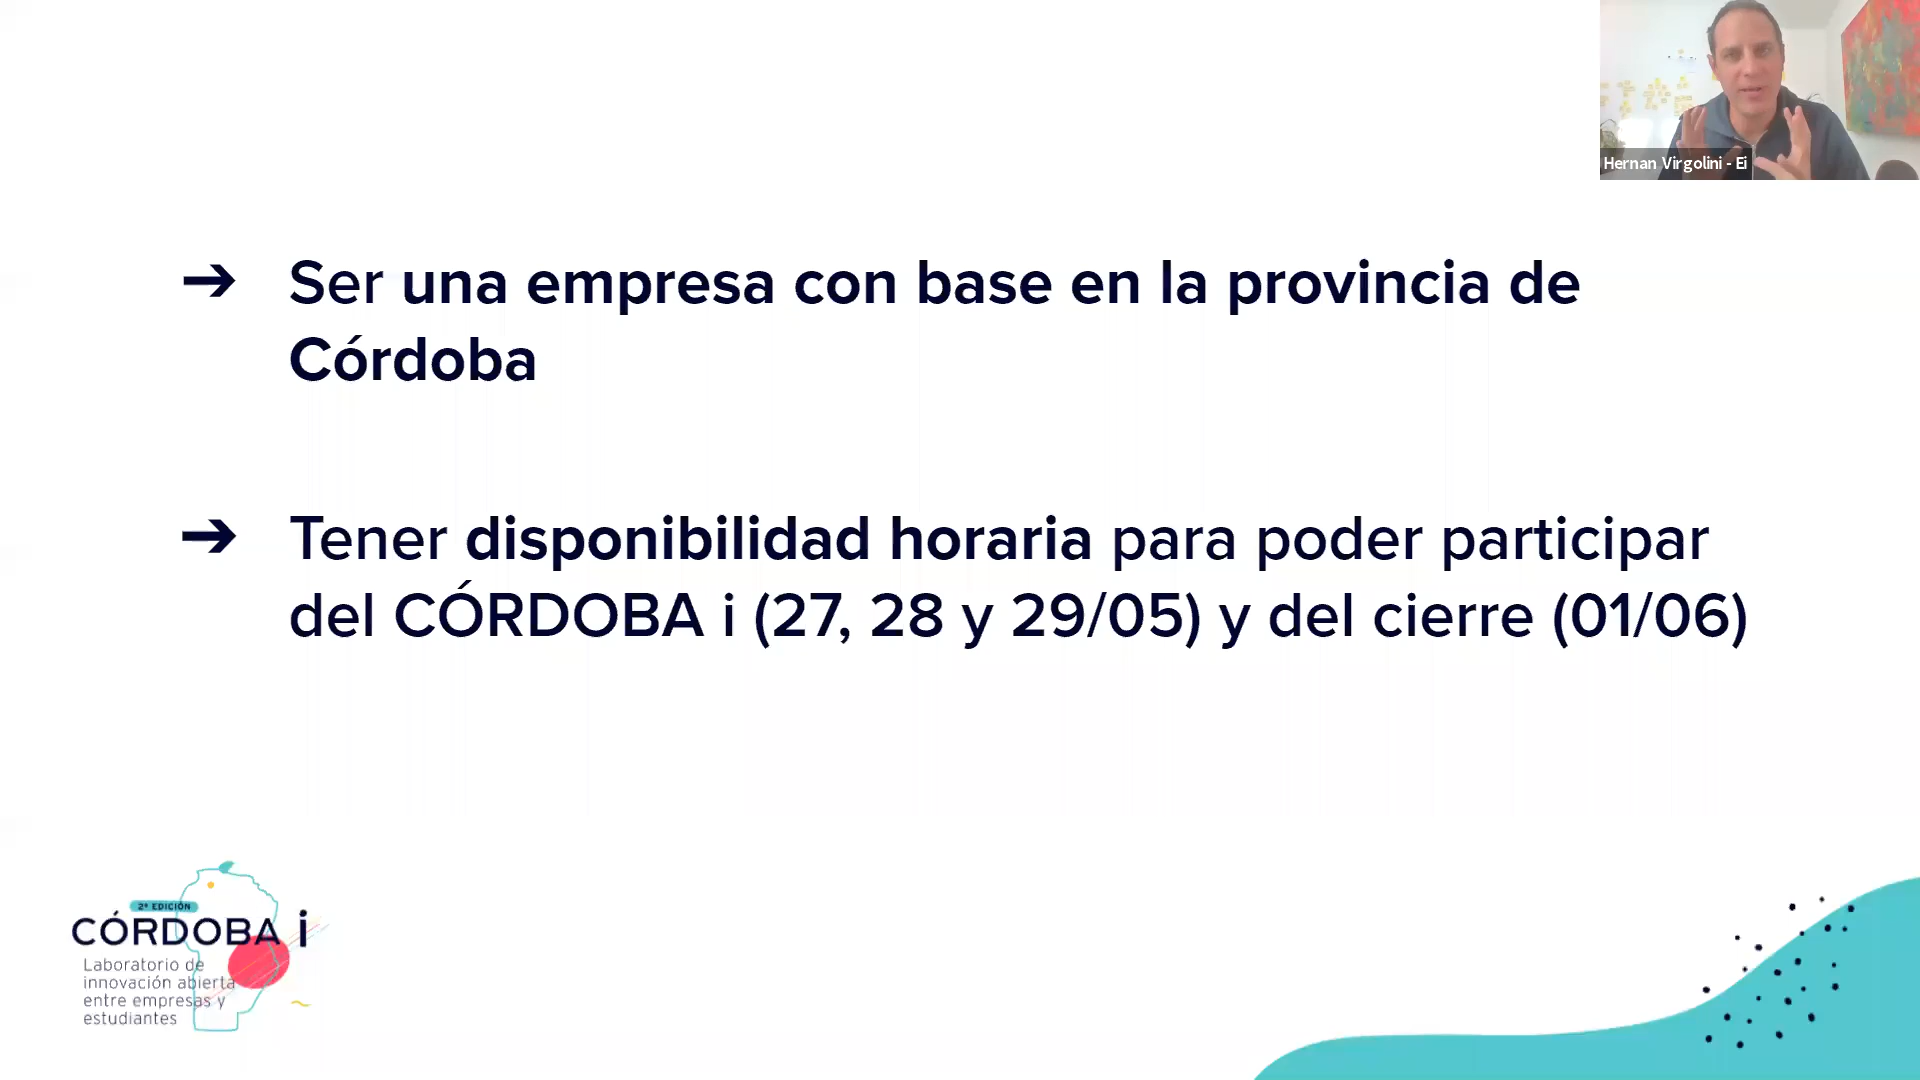 Hernan Virgolini - Ei
➔ Ser una empresa con base en la provincia de
Córdoba
➔ Tener disponibilidad horaria para poder participar
del CÓRDOBA i (27, 28 y 29/05) y del cierre (01/06)
2ª EDICIÓN
CÓRDOBA i
Laboratorio de
innovación abierta
entre empresas y
estudiantes